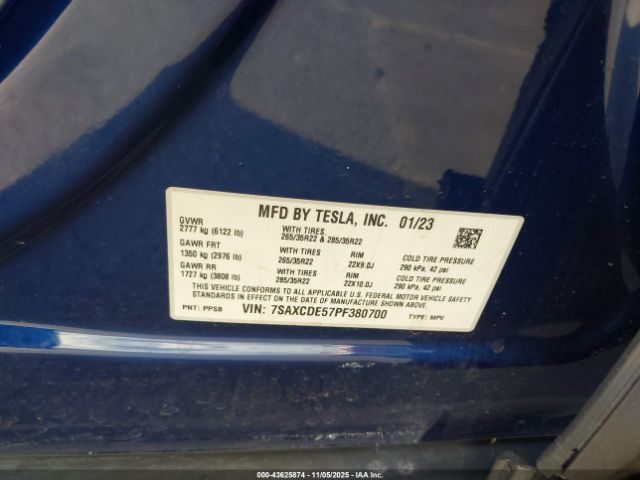 MFD BY TESLA, INC. 01/23
GVWR
2777 kg (6122 lb)
WITH TIRES
265/35R22 & 285/35R22
GAWR FRT
1350 kg (2976 lb)
WITH TIRES
265/35R22
RIM
22X9.0J
COLD TIRE PRESSURE
290 kPa, 42 psi
GAWR RR
1727 kg (3808 lb)
WITH TIRES
285/35R22
RIM
22X10.0J
COLD TIRE PRESSURE
290 kPa, 42 psi
THIS VEHICLE CONFORMS TO ALL APPLICABLE U.S. FEDERAL MOTOR VEHICLE SAFETY
STANDARDS IN EFFECT ON THE DATE OF MANUFACTURE SHOWN ABOVE.
PNT: PPSB VIN: 7SAXCDE57PF380700 TYPE: MPV
000-43625874 | 11/05/2025 - IAAI.COM